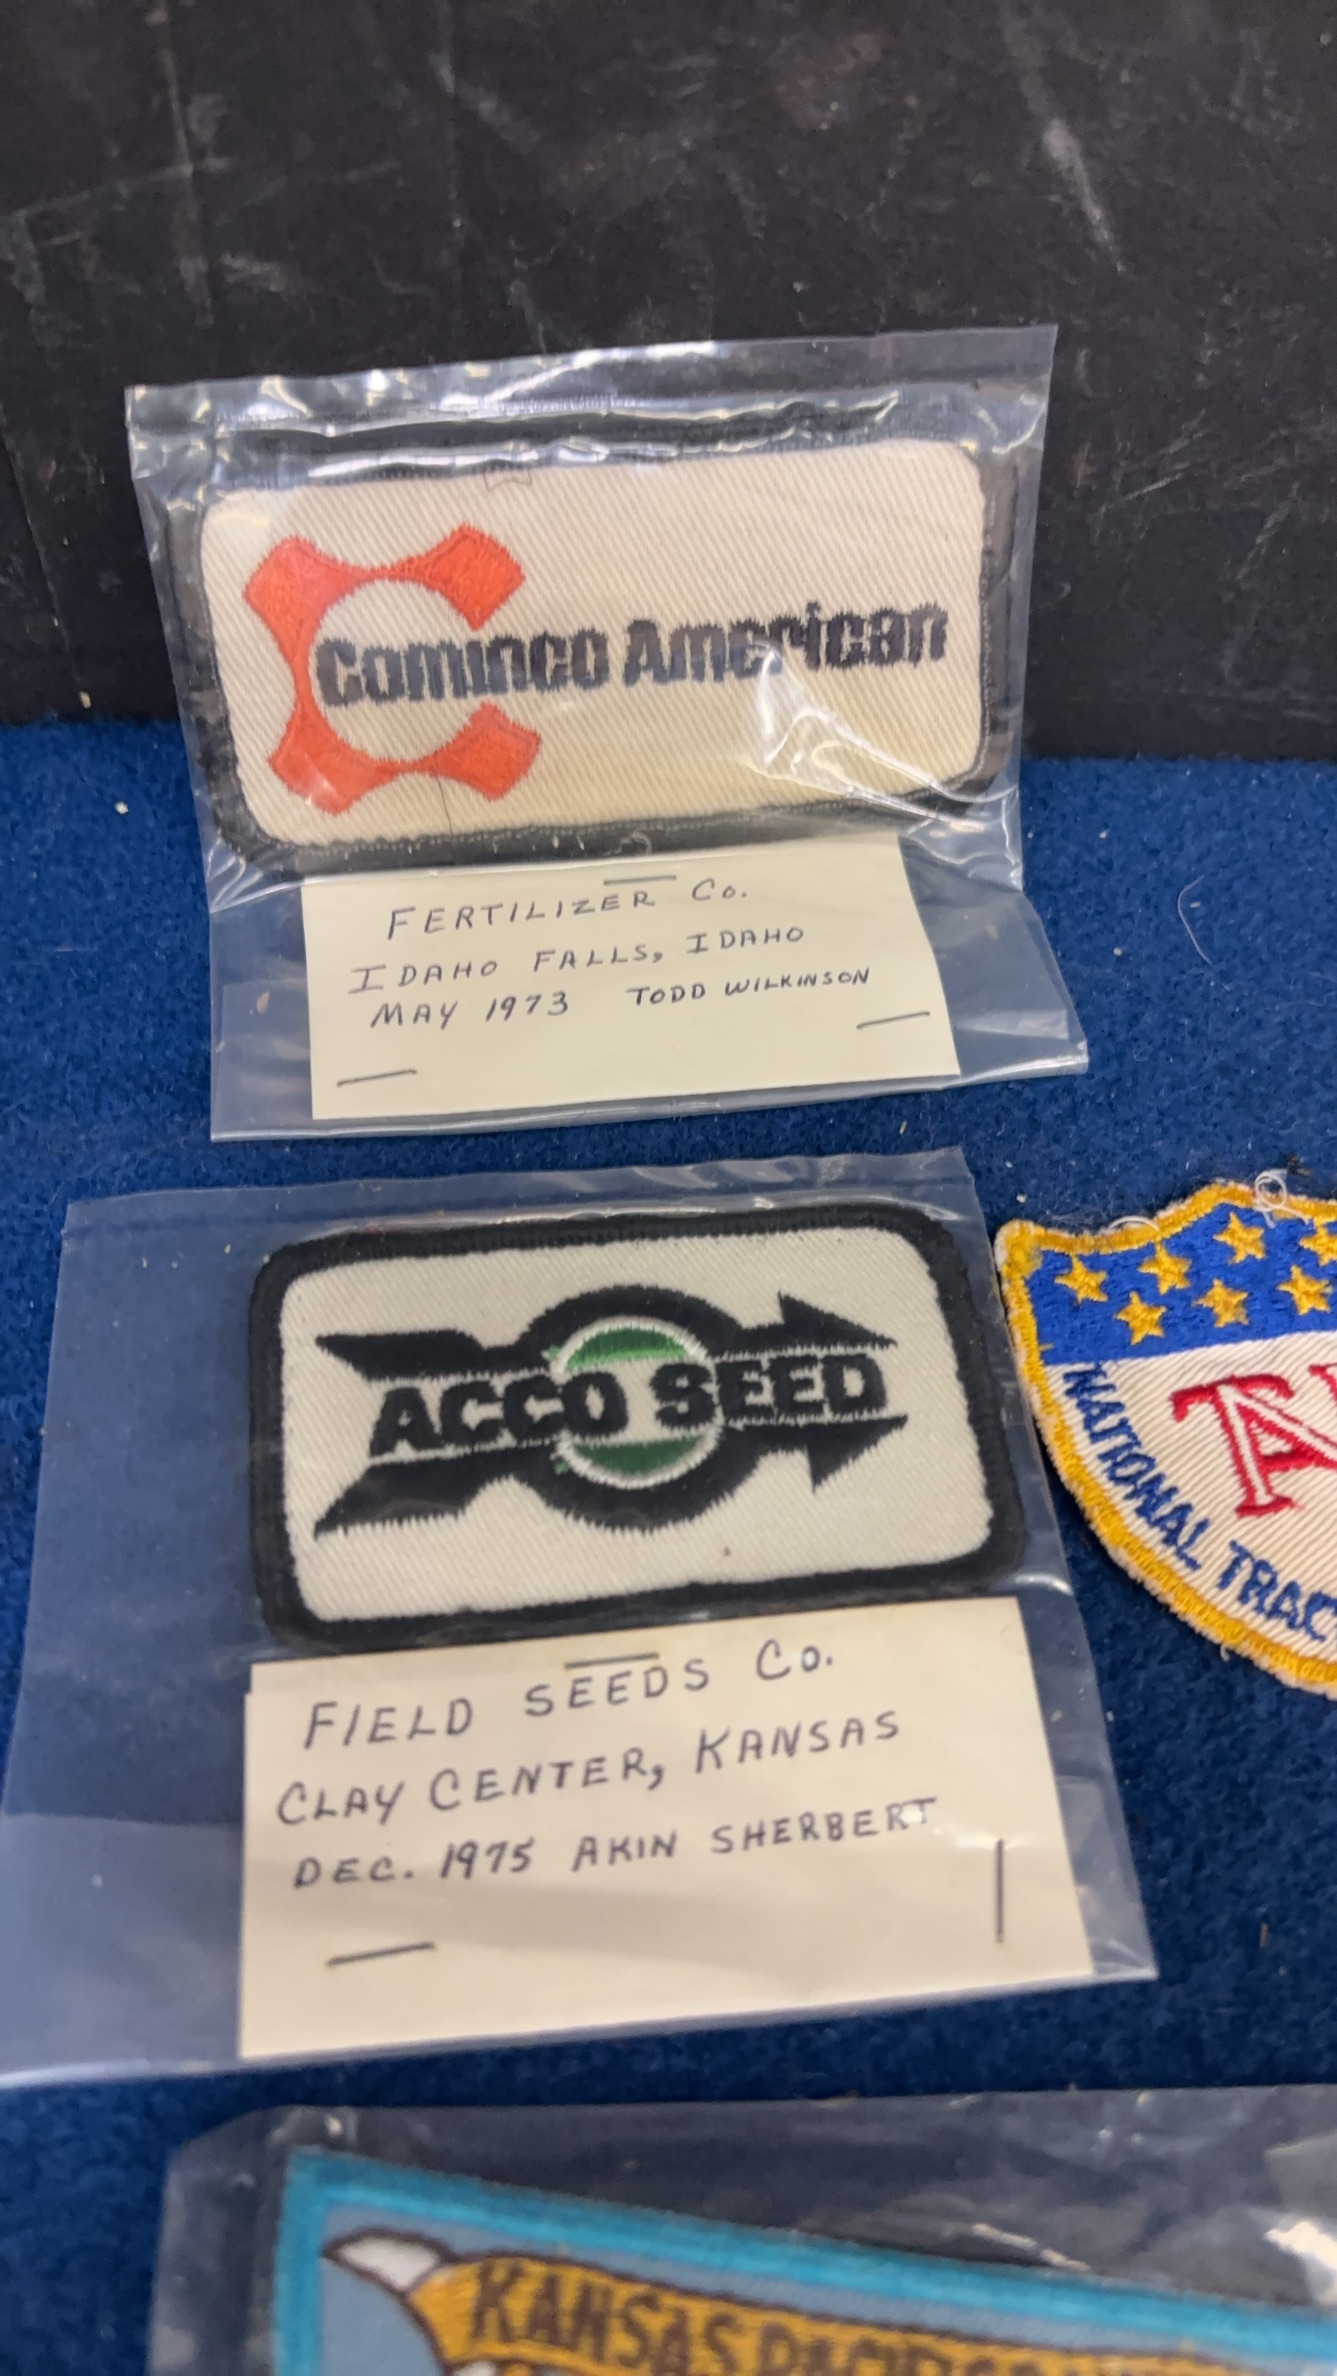 Cominco American
FERTILIZER Co.
IDAHO FALLS, IDAHO
MAY 1973 TODD WILKINSON
ACCO SEED
FIELD SEEDS Co.
CLAY CENTER, KANSAS
DEC. 1975 AKIN SHERBERT
NATIONAL
KANSAS